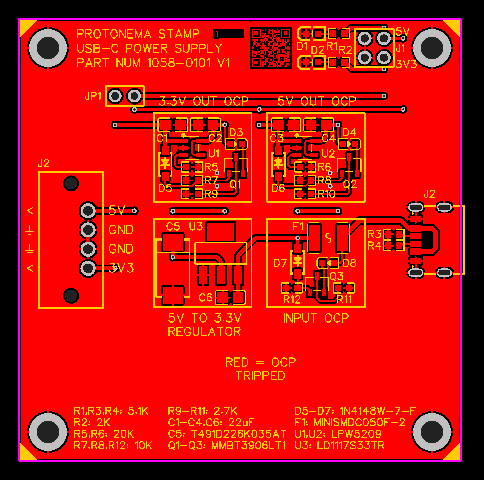 PROTONEMA STAMP
USB-C POWER SUPPLY
PART NUM 1058-0101 V1
D1 R1 5V
D2 R2 J1
3V3
JP1
3.3V OUT OCP 5V OUT OCP
C1 C2 D3 C3 C4 D4
U1 U2
D5 R5 Q1 D6 R6 Q2
R7 R8
R9 R10
J2 J2
5V
GND
GND
3V3
C5 U3 F1 R3
R4
D7 D8
Q3
C6 R12 R11
5V TO 3.3V INPUT OCP
REGULATOR
RED = OCP
TRIPPED
R1,R3,R4: 5.1K R9-R11: 2.7K D5-D7: 1N4148W-7-F
R2: 2K C1-C4,C6: 22uF F1: MINISMDC050F-2
R5,R6: 20K C5: T491D226K035AT U1,U2: LPW5209
R7,R8,R12: 10K Q1-Q3: MMBT3906LT1 U3: LD1117S33TR